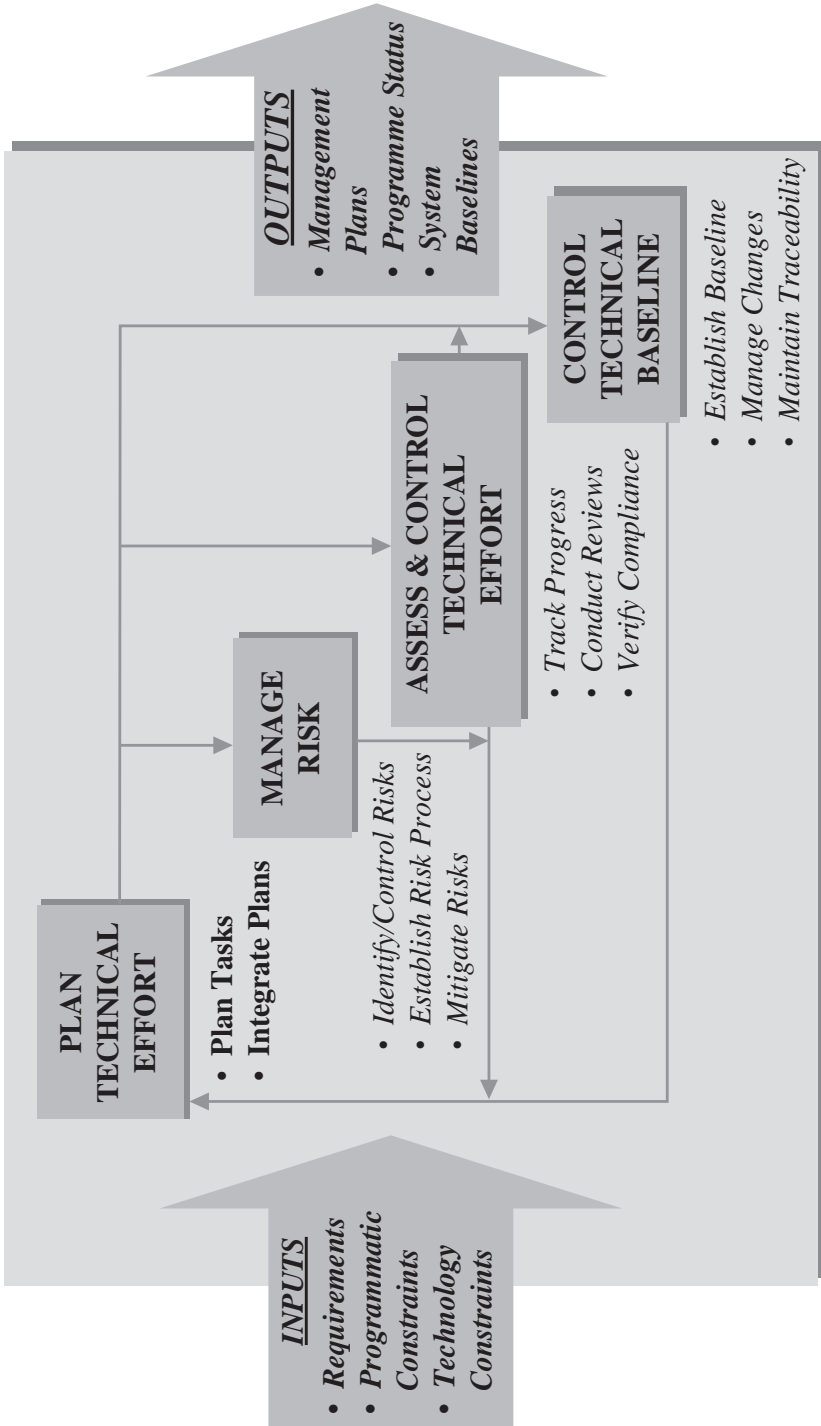 INPUTS
• Requirements
• Programmatic
Constraints
• Technology
Constraints
PLAN
TECHNICAL
EFFORT
• Plan Tasks
• Integrate Plans
MANAGE
RISK
• Identify/Control Risks
• Establish Risk Process
• Mitigate Risks
ASSESS & CONTROL
TECHNICAL
EFFORT
• Track Progress
• Conduct Reviews
• Verify Compliance
CONTROL
TECHNICAL
BASELINE
• Establish Baseline
• Manage Changes
• Maintain Traceability
OUTPUTS
• Management
Plans
• Programme Status
• System
Baselines